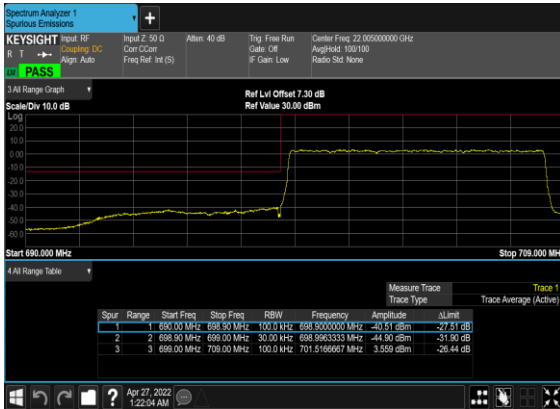 Spectrum Analyzer 1
Spurious Emissions
+
KEYSIGHT Input: RF Input Z: 50 Ω Atten: 40 dB Trig: Free Run Center Freq: 22.005000000 GHz
R T Coupling: DC Corr CCorr Gate: Off Avg|Hold: 100/100
Align: Auto Freq Ref: Int (S) IF Gain: Low Radio Std: None
LXI PASS
3 All Range Graph
Ref Lvl Offset 7.30 dB
Scale/Div 10.0 dB Ref Value 30.00 dBm
Log
20.0
10.0
0.00
-10.0
-20.0
-30.0
-40.0
-50.0
-60.0
Start 690.000 MHz Stop 709.000 MH
4 All Range Table
Measure Trace Trace 1
Trace Type Trace Average (Active)
Spur Range Start Freq Stop Freq RBW Frequency Amplitude ΔLimit
1 1 690.00 MHz 698.90 MHz 100.0 kHz 698.9000000 MHz -40.51 dBm -27.51 dB
2 2 698.90 MHz 699.00 MHz 30.00 kHz 698.9963333 MHz -44.90 dBm -31.90 dB
3 3 699.00 MHz 709.00 MHz 100.0 kHz 701.5166667 MHz 3.559 dBm -26.44 dB
?
Apr 27, 2022
1:22:04 AM